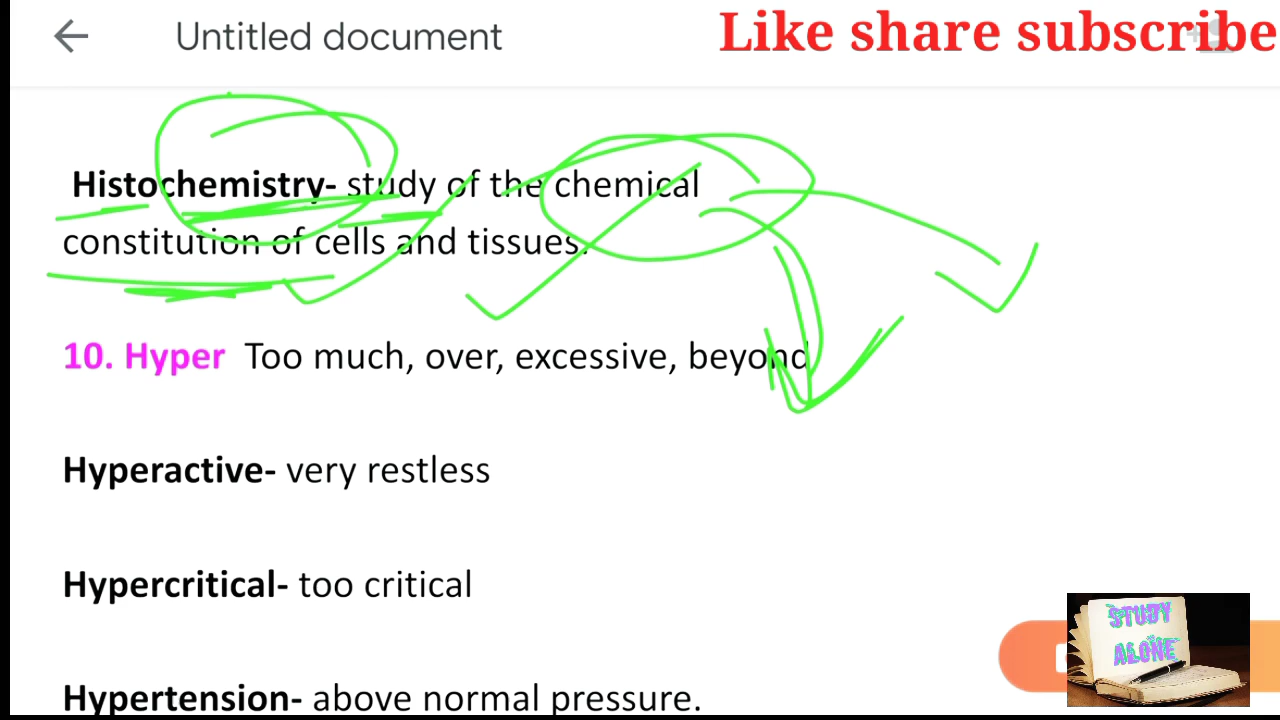 Untitled document
Like share subscribe
Histochemistry- study of the chemical
constitution of cells and tissues.
10. Hyper Too much, over, excessive, beyond
Hyperactive- very restless
Hypercritical- too critical
Hypertension- above normal pressure.
STUDY
ALONE